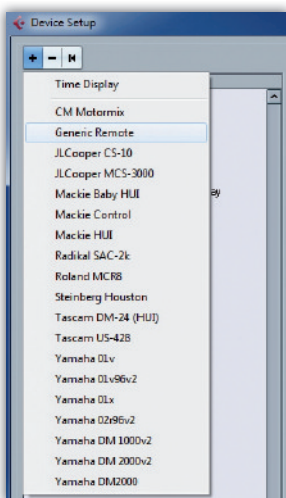 Device Setup
Time Display
CM Motormix
Generic Remote
JLCooper CS-10
JLCooper MCS-3000
Mackie Baby HUI
ay
Mackie Control
Mackie HUI
Radikal SAC-2k
Roland MCR8
Steinberg Houston
Tascam DM-24 (HUI)
Tascam US-428
Yamaha 01v
Yamaha 01v96v2
Yamaha 01x
Yamaha 02r96v2
Yamaha DM 1000v2
Yamaha DM 2000v2
Yamaha DM2000